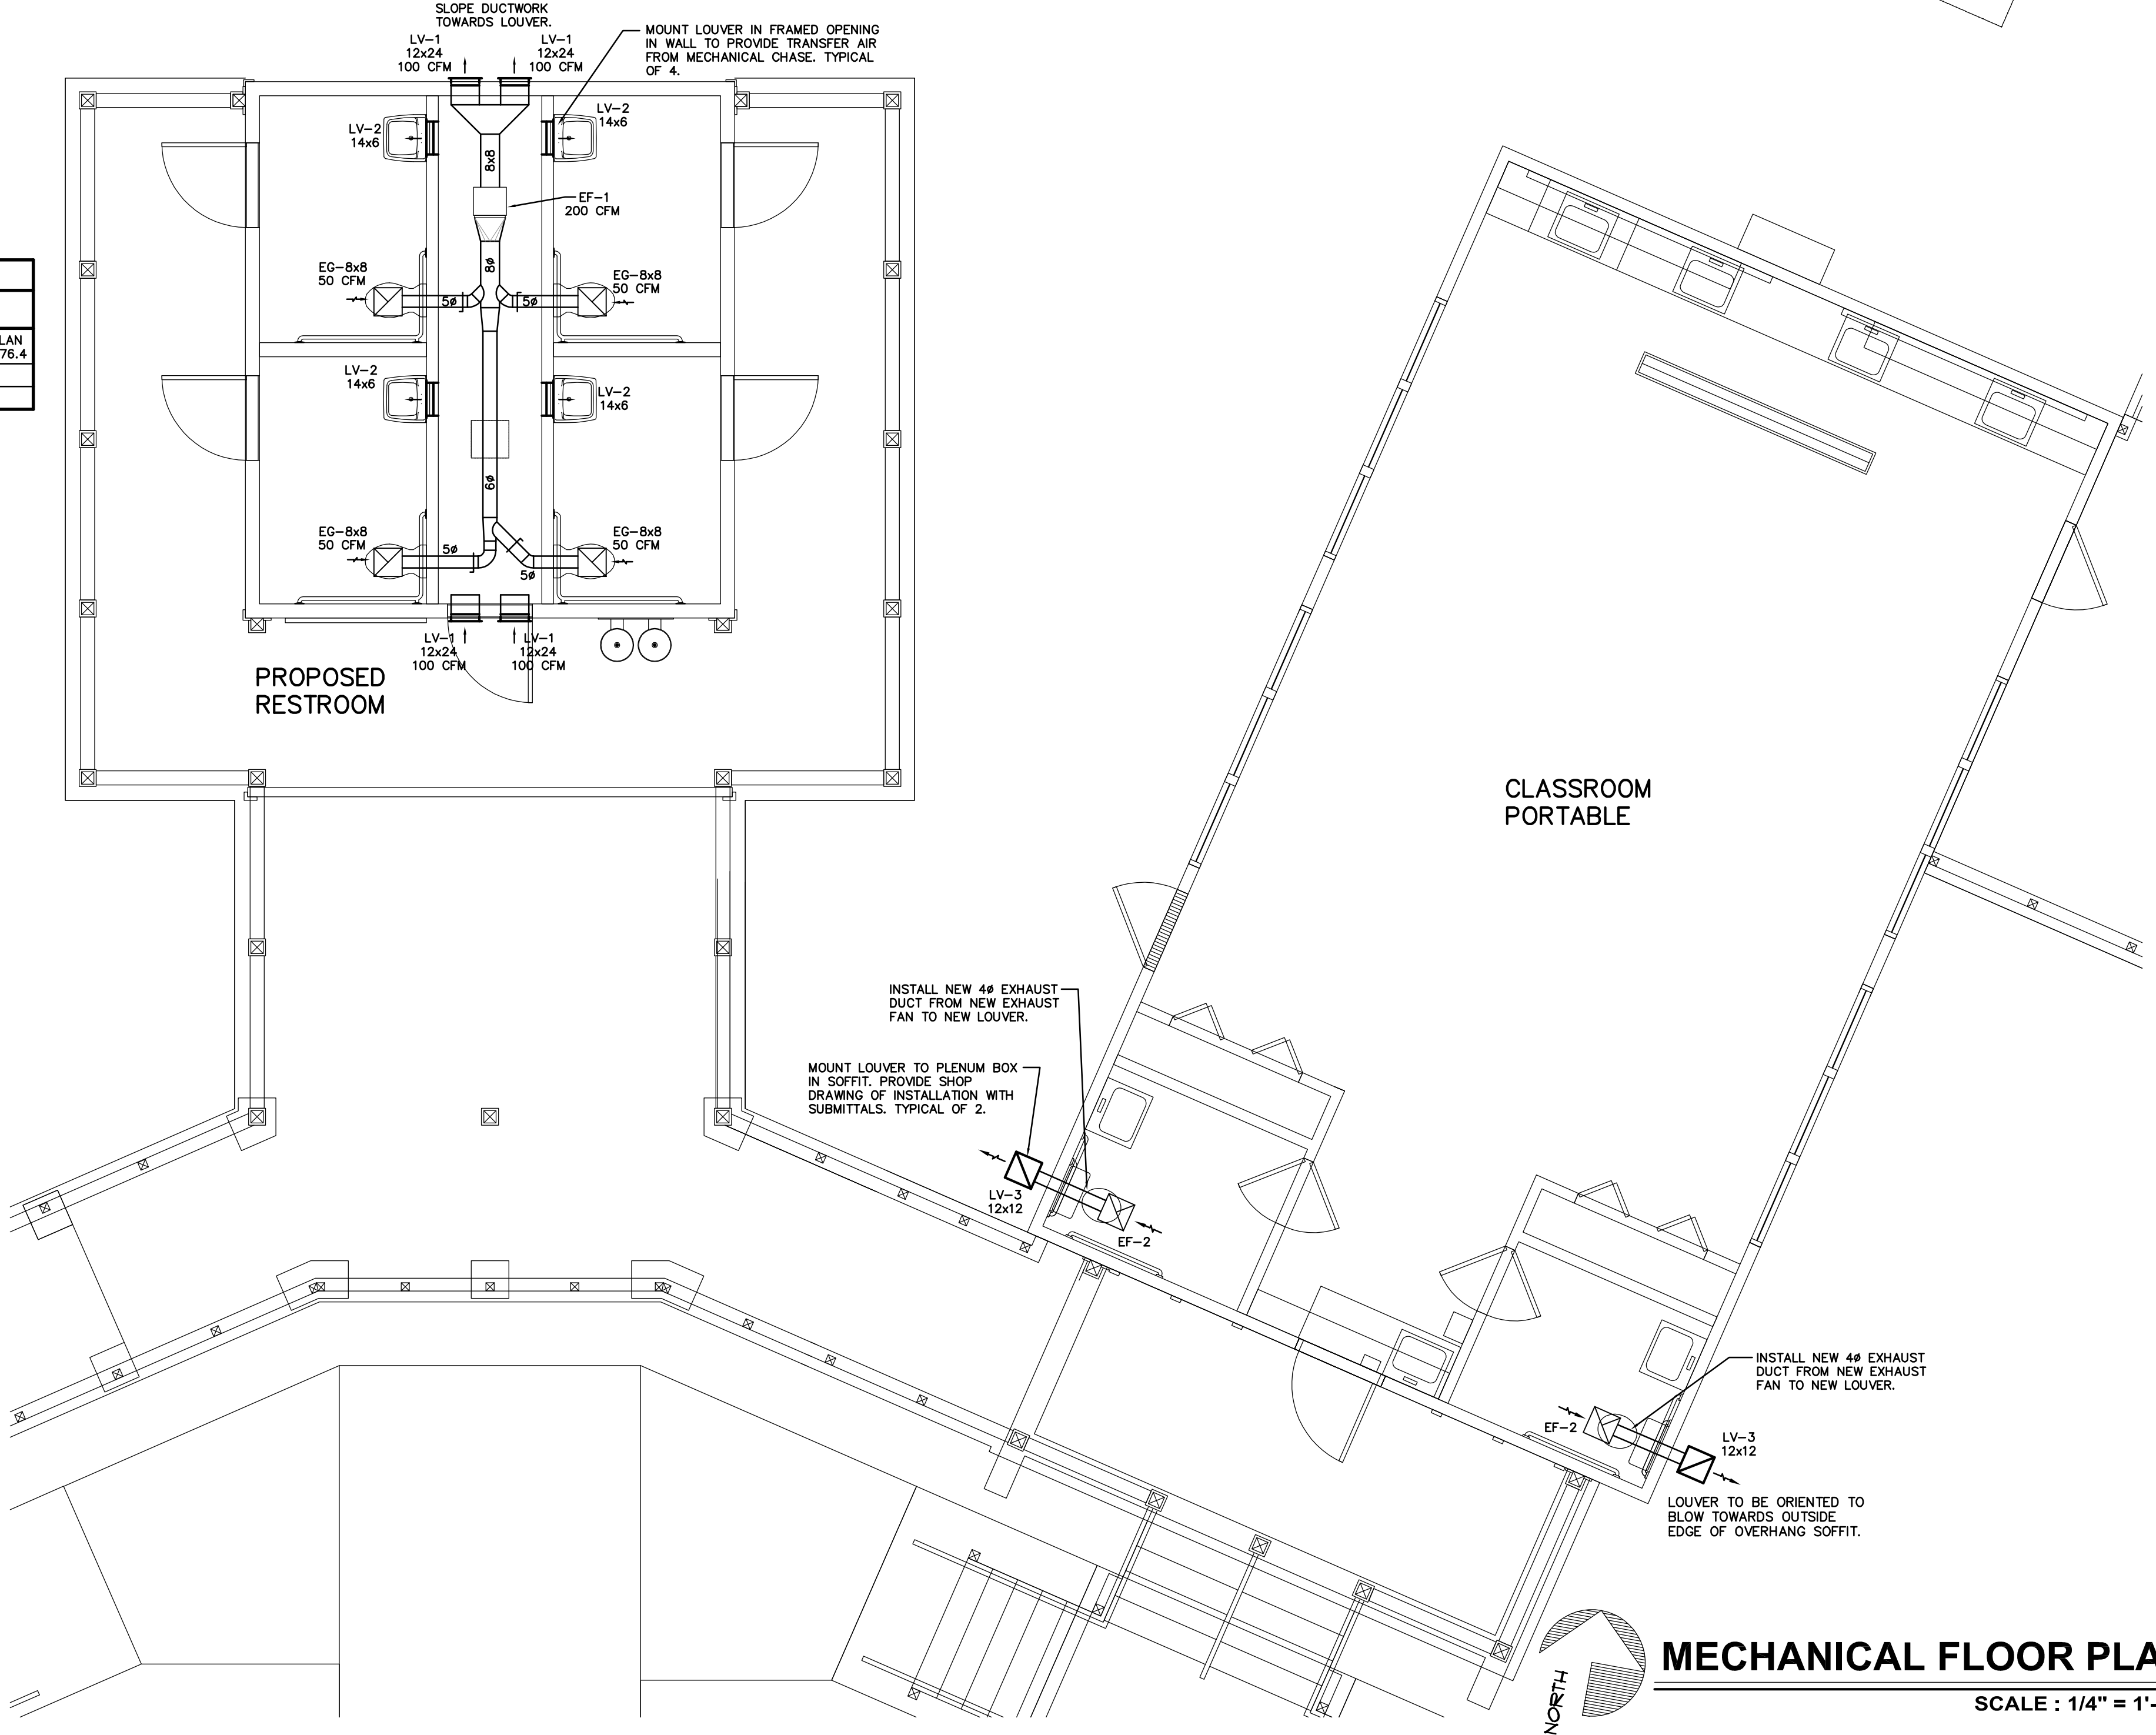 SLOPE DUCTWORK
TOWARDS LOUVER.
LV-1
12x24
100 CFM
LV-1
12x24
100 CFM
MOUNT LOUVER IN FRAMED OPENING
IN WALL TO PROVIDE TRANSFER AIR
FROM MECHANICAL CHASE. TYPICAL
OF 4.
LV-2
14x6
LV-2
14x6
8x8
EF-1
200 CFM
8ø
EG-8x8
50 CFM
5ø
5ø
EG-8x8
50 CFM
LAN
76.4
LV-2
14x6
LV-2
14x6
6ø
EG-8x8
50 CFM
5ø
5ø
EG-8x8
50 CFM
LV-1
12x24
100 CFM
LV-1
12x24
100 CFM
PROPOSED
RESTROOM
CLASSROOM
PORTABLE
INSTALL NEW 4ø EXHAUST
DUCT FROM NEW EXHAUST
FAN TO NEW LOUVER.
MOUNT LOUVER TO PLENUM BOX
IN SOFFIT. PROVIDE SHOP
DRAWING OF INSTALLATION WITH
SUBMITTALS. TYPICAL OF 2.
LV-3
12x12
EF-2
INSTALL NEW 4ø EXHAUST
DUCT FROM NEW EXHAUST
FAN TO NEW LOUVER.
EF-2
LV-3
12x12
LOUVER TO BE ORIENTED TO
BLOW TOWARDS OUTSIDE
EDGE OF OVERHANG SOFFIT.
NORTH
MECHANICAL FLOOR PLA
SCALE : 1/4" = 1'-